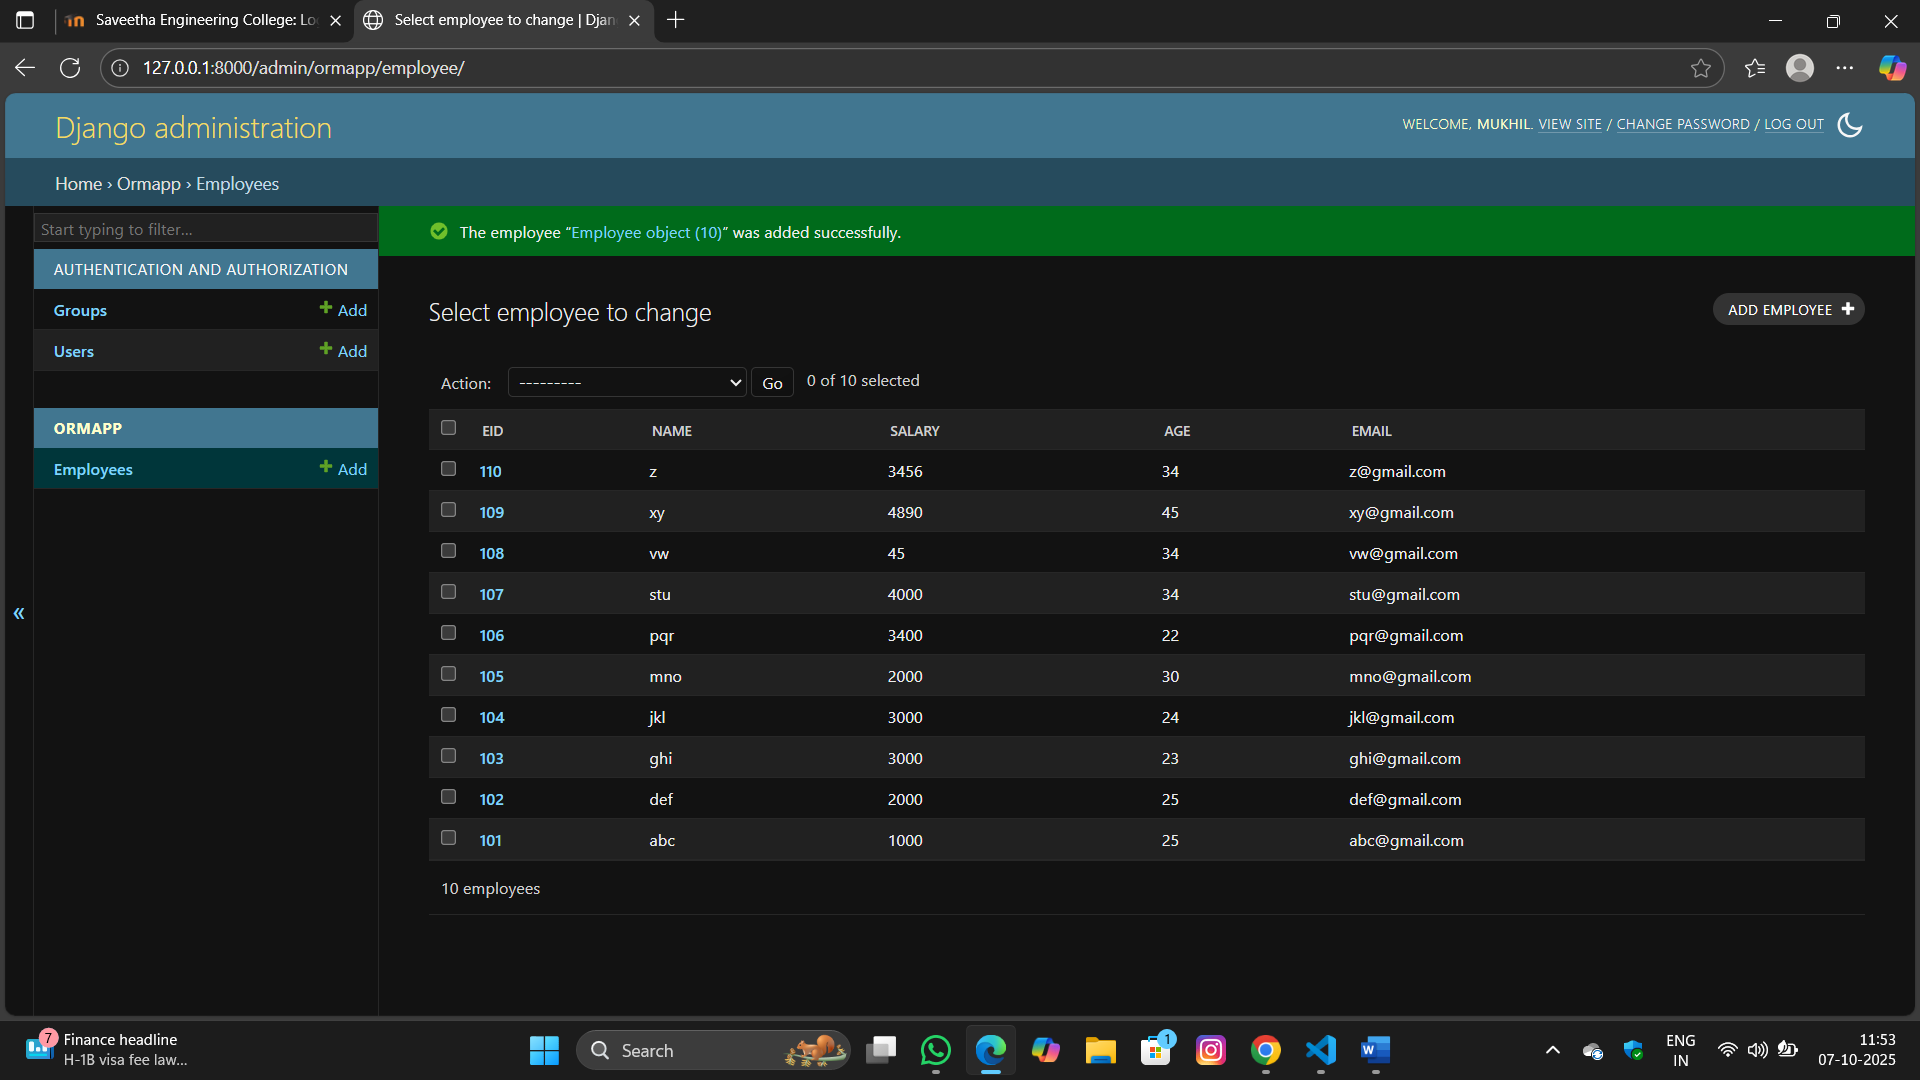 Saveetha Engineering College: Lo
Select employee to change | Djan
127.0.0.1:8000/admin/ormapp/employee/
Django administration
WELCOME, MUKHIL. VIEW SITE / CHANGE PASSWORD / LOG OUT
Home › Ormapp › Employees
Start typing to filter...
The employee “Employee object (10)” was added successfully.
AUTHENTICATION AND AUTHORIZATION
Groups Add
Users Add
ORMAPP
Employees Add
Select employee to change
ADD EMPLOYEE
Action: --------- Go 0 of 10 selected
EID NAME SALARY AGE EMAIL
110 z 3456 34 z@gmail.com
109 xy 4890 45 xy@gmail.com
108 vw 45 34 vw@gmail.com
107 stu 4000 34 stu@gmail.com
106 pqr 3400 22 pqr@gmail.com
105 mno 2000 30 mno@gmail.com
104 jkl 3000 24 jkl@gmail.com
103 ghi 3000 23 ghi@gmail.com
102 def 2000 25 def@gmail.com
101 abc 1000 25 abc@gmail.com
10 employees
«
7
Finance headline
H-1B visa fee law...
Search
1
W
ENG
IN
11:53
07-10-2025